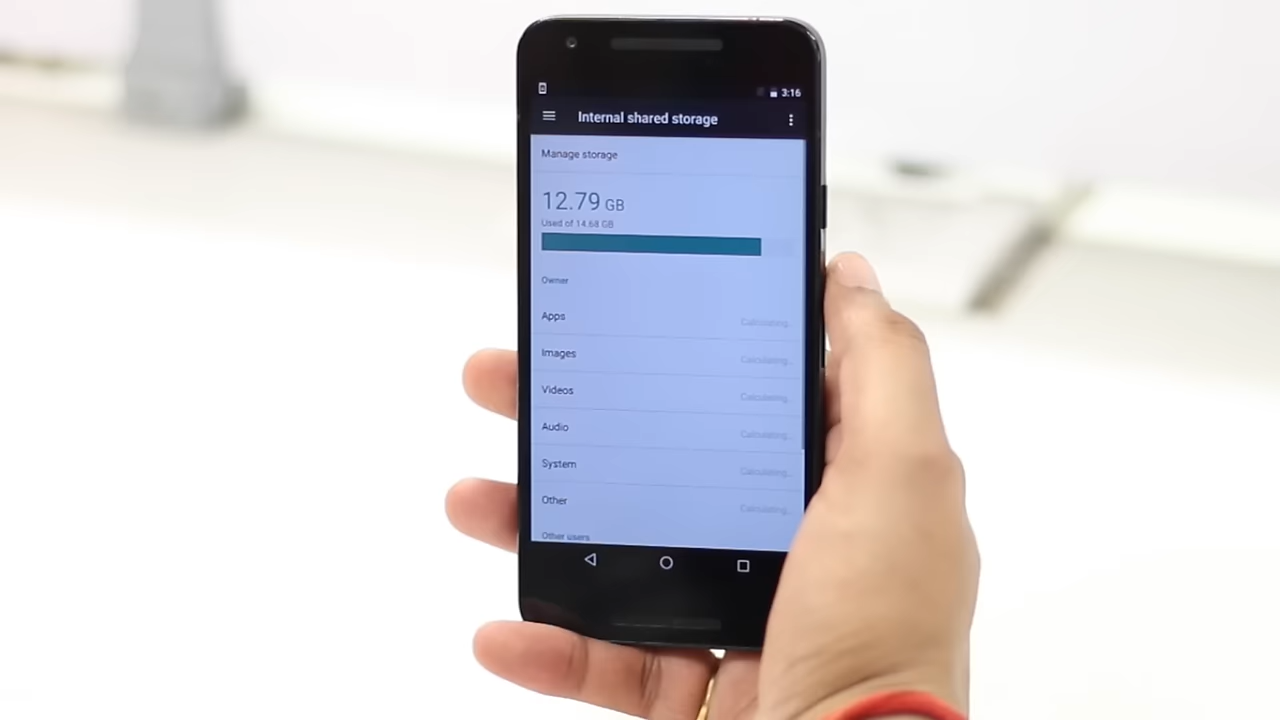 3:16
Internal shared storage
Manage storage
12.79 GB
Used of 14.68 GB
Owner
Apps Calculating...
Images Calculating...
Videos Calculating...
Audio Calculating...
System Calculating...
Other Calculating...
Other users